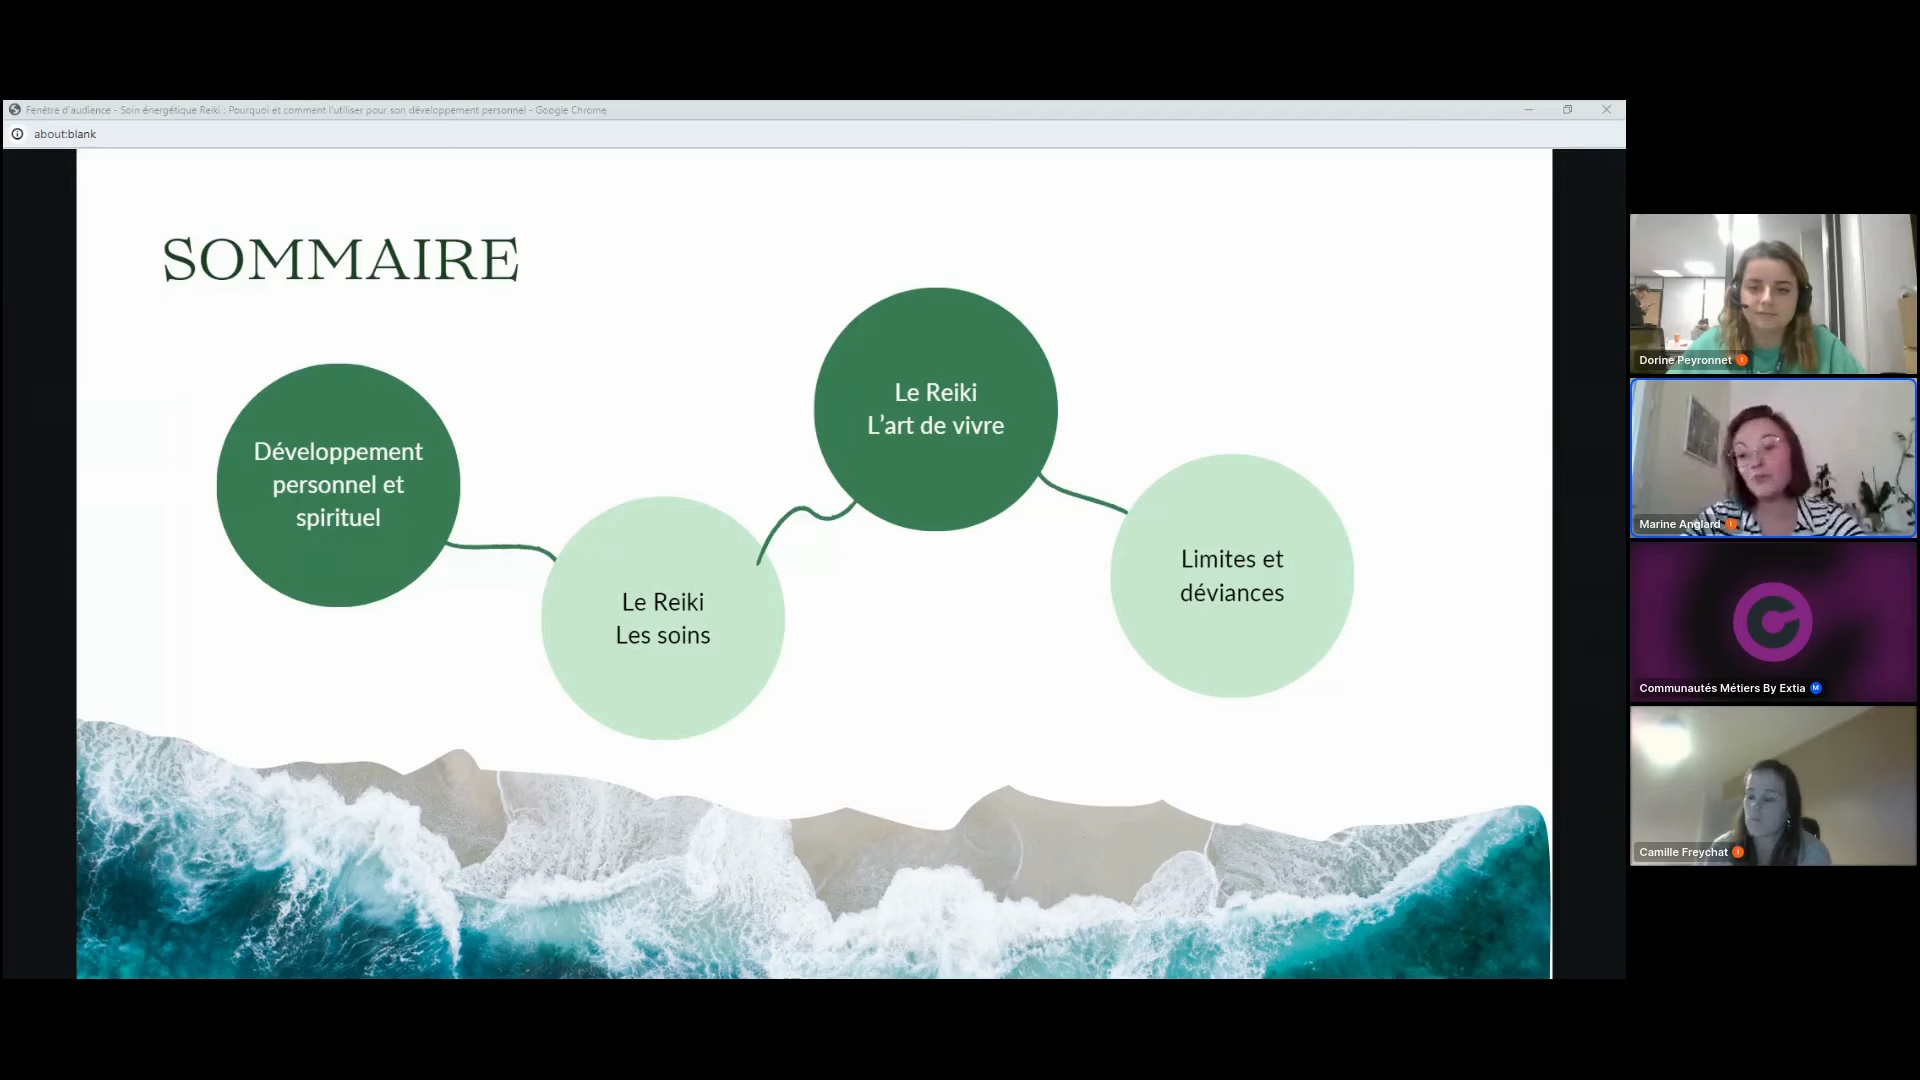 Fenêtre d'audience - Soin énergétique Reiki : Pourquoi et comment l'utiliser pour son développement personnel - Google Chrome
about:blank
SOMMAIRE
Développement
personnel et
spirituel
Le Reiki
Les soins
Le Reiki
L'art de vivre
Limites et
déviances
Dorine Peyronnet
Marine Anglard
Communautés Métiers By Extia M
Camille Freychat